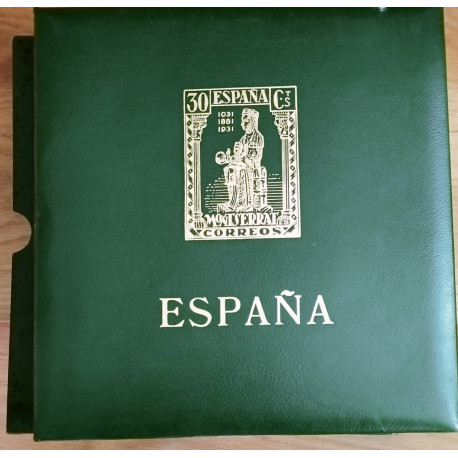 30 ESPAÑA CTS
1031
1881
1931
MONTSERRAT
CORREOS
ESPAÑA